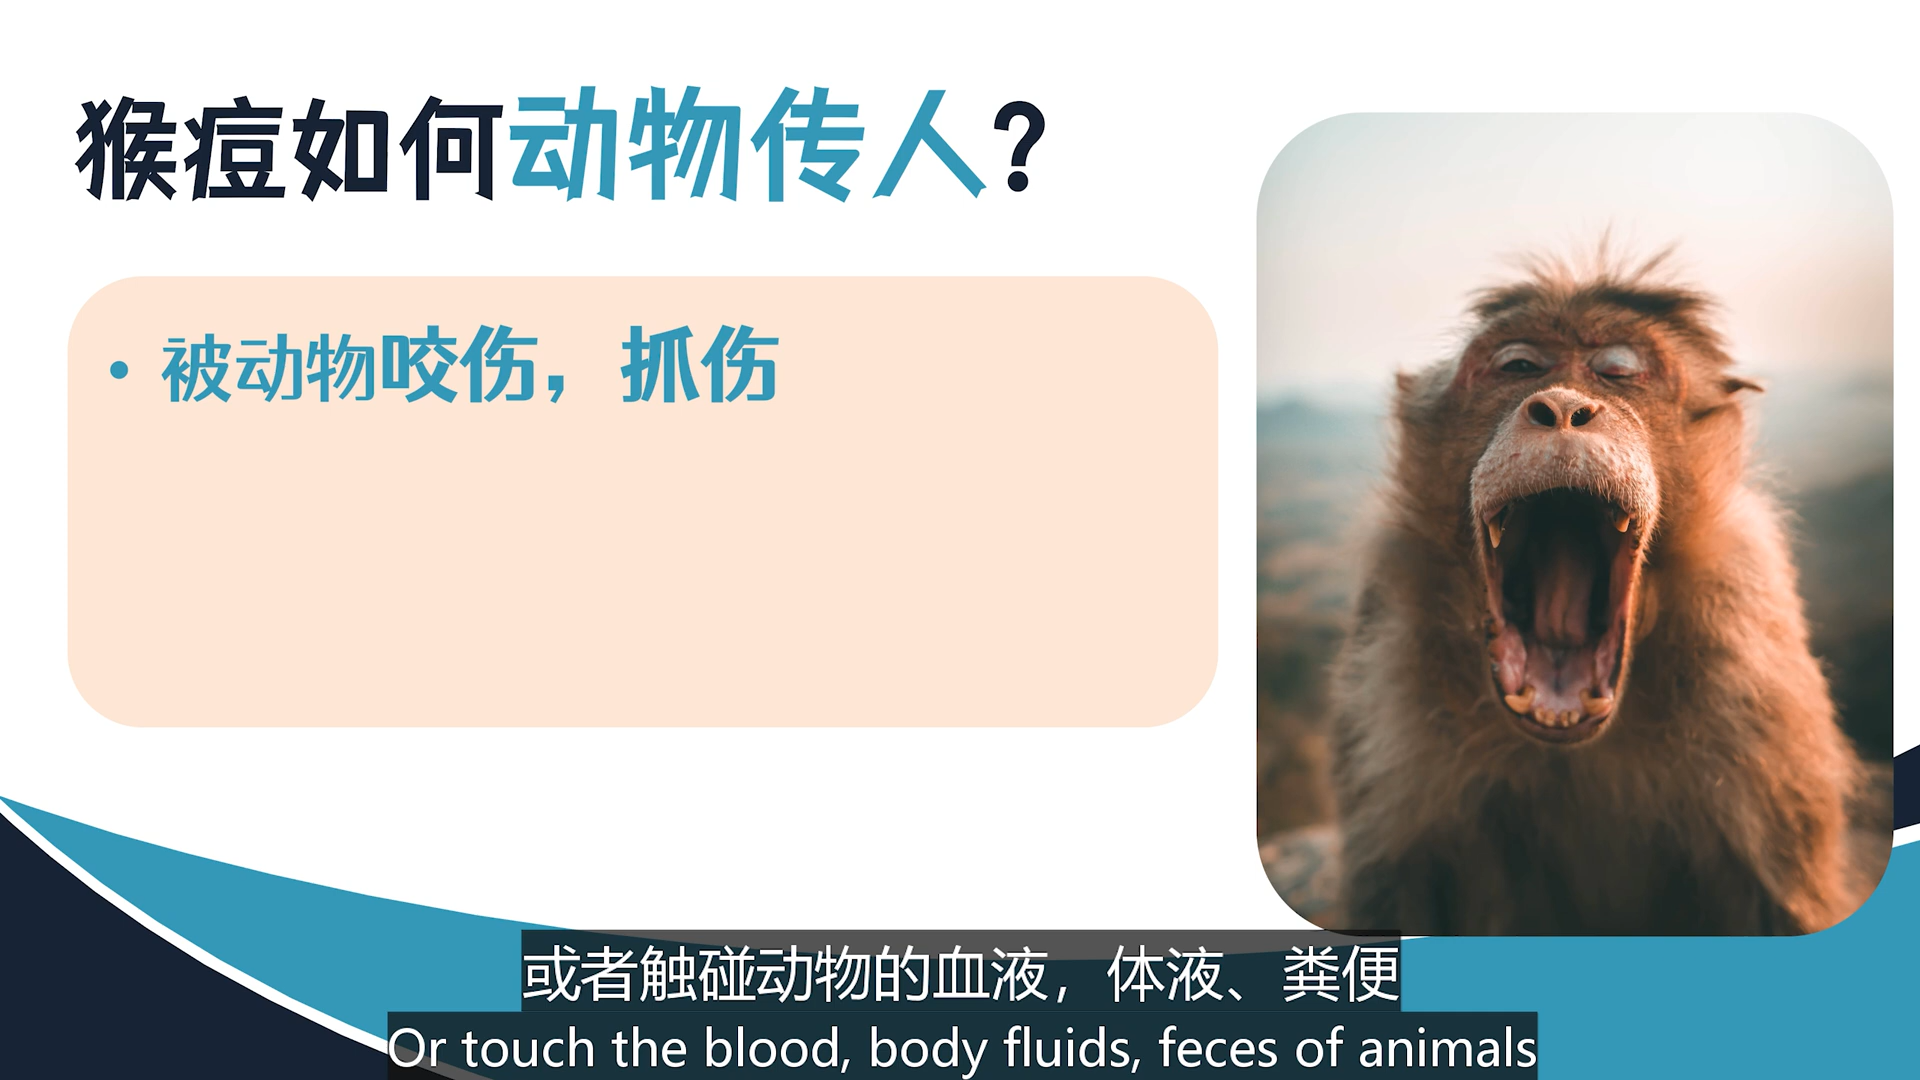 猴痘如何动物传人?
• 被动物咬伤，抓伤
或者触碰动物的血液，体液、粪便
Or touch the blood, body fluids, feces of animals